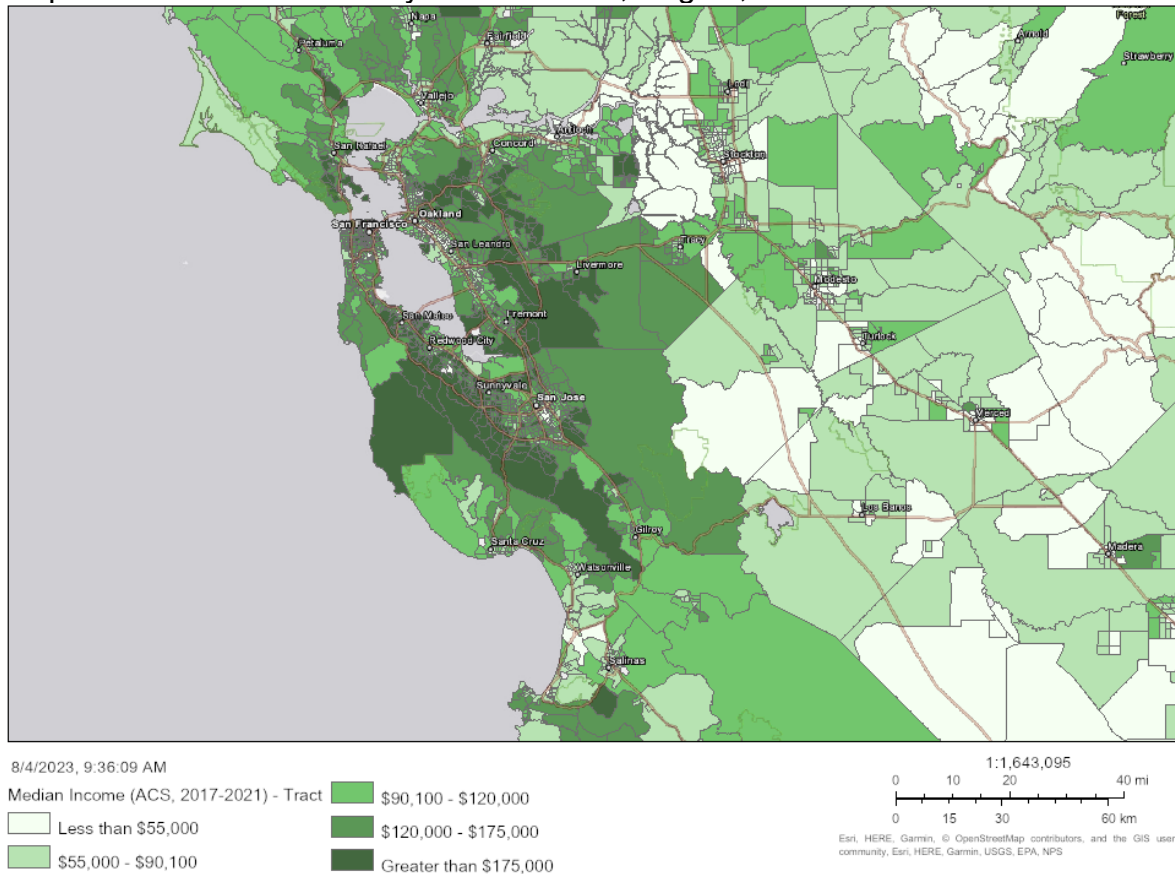 Napa
Fairfield
Petaluma
Arnold
Forest
Strawberry
Lodi
Vallejo
Antioch
San Rafael
Concord
Stockton
Oakland
San Francisco
San Leandro
Tracy
Livermore
Modesto
San Mateo
Fremont
Turlock
Redwood City
Sunnyvale
San Jose
Merced
Los Banos
Gilroy
Santa Cruz
Madera
Watsonville
Salinas
8/4/2023, 9:36:09 AM
Median Income (ACS, 2017-2021) - Tract
Less than $55,000
$55,000 - $90,100
$90,100 - $120,000
$120,000 - $175,000
Greater than $175,000
1:1,643,095
0 10 20 40 mi
0 15 30 60 km
Esri, HERE, Garmin, © OpenStreetMap contributors, and the GIS user
community, Esri, HERE, Garmin, USGS, EPA, NPS